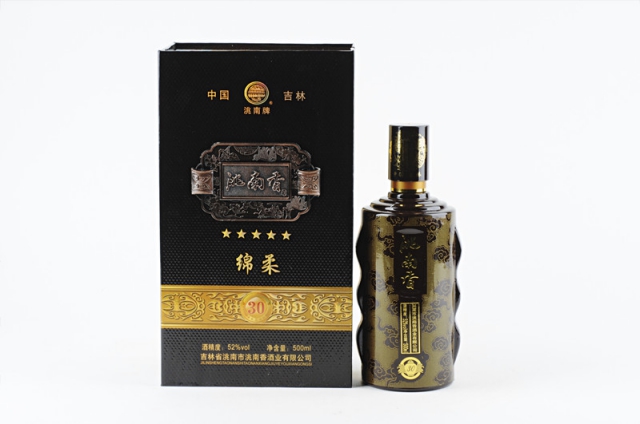 中国 吉林
洮南牌
洮南香
绵柔
30
酒精度：52%vol 净含量：500ml
吉林省洮南市洮南香酒业有限公司
洮南香
30